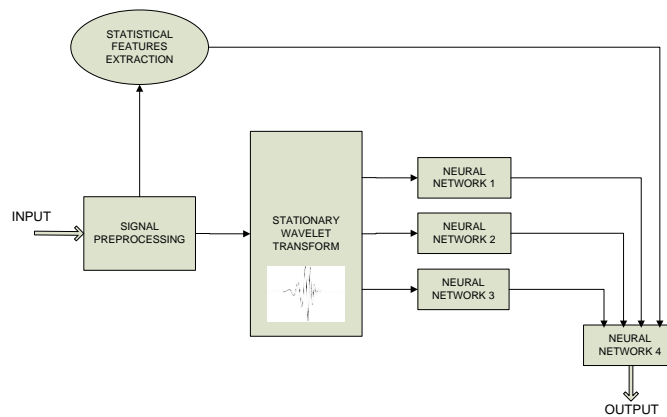 STATISTICAL
FEATURES
EXTRACTION
INPUT
SIGNAL
PREPROCESSING
STATIONARY
WAVELET
TRANSFORM
NEURAL
NETWORK 1
NEURAL
NETWORK 2
NEURAL
NETWORK 3
NEURAL
NETWORK 4
OUTPUT